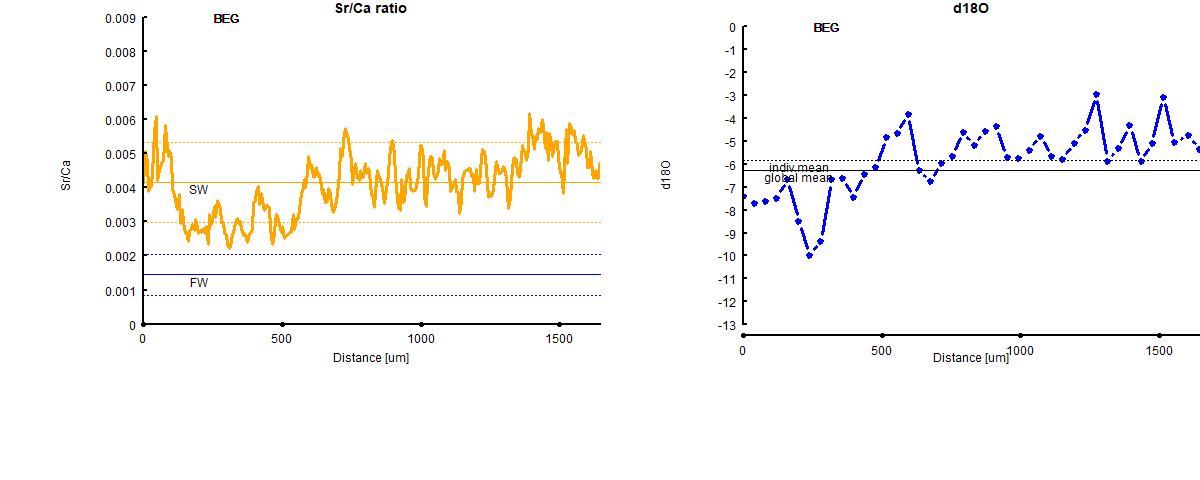 Sr/Ca ratio
BEG
0.009
0.008
0.007
0.006
0.005
0.004
0.003
0.002
0.001
0
Sr/Ca
SW
FW
0
500
1000
1500
Distance [um]
d18O
BEG
0
-1
-2
-3
-4
-5
-6
-7
-8
-9
-10
-11
-12
-13
d18O
indiv.mean
global mean
0
500
1000
1500
Distance [um]